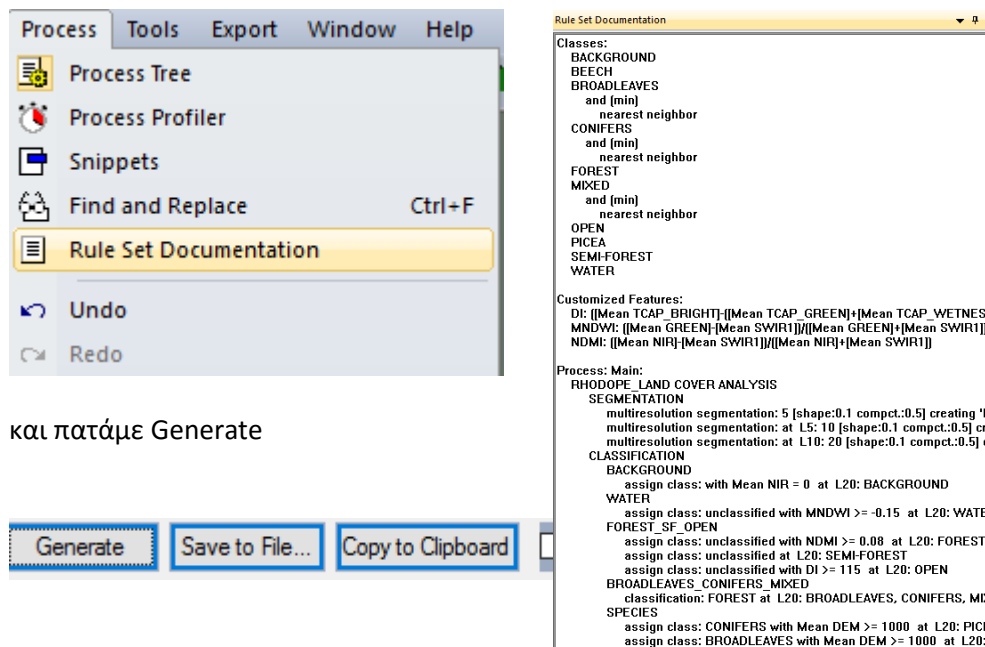 Process Tools Export Window Help
Process Tree
Process Profiler
Snippets
Find and Replace Ctrl+F
Rule Set Documentation
Undo
Redo
και πατάμε Generate
Generate Save to File... Copy to Clipboard
Rule Set Documentation
Classes:
BACKGROUND
BEECH
BROADLEAVES
and (min)
nearest neighbor
CONIFERS
and (min)
nearest neighbor
FOREST
MIXED
and (min)
nearest neighbor
OPEN
PICEA
SEMI-FOREST
WATER
Customized Features:
DI: ([Mean TCAP_BRIGHT]-([Mean TCAP_GREEN]+[Mean TCAP_WETNES
MNDWI: ([Mean GREEN]-[Mean SWIR1])/([Mean GREEN]+[Mean SWIR1])
NDMI: ([Mean NIR]-[Mean SWIR1])/([Mean NIR]+[Mean SWIR1])
Process: Main:
RHODOPE_LAND COVER ANALYSIS
SEGMENTATION
multiresolution segmentation: 5 [shape:0.1 compct.:0.5] creating '
multiresolution segmentation: at L5: 10 [shape:0.1 compct.:0.5] cr
multiresolution segmentation: at L10: 20 [shape:0.1 compct.:0.5]
CLASSIFICATION
BACKGROUND
assign class: with Mean NIR = 0 at L20: BACKGROUND
WATER
assign class: unclassified with MNDWI >= -0.15 at L20: WATE
FOREST_SF_OPEN
assign class: unclassified with NDMI >= 0.08 at L20: FOREST
assign class: unclassified at L20: SEMI-FOREST
assign class: unclassified with DI >= 115 at L20: OPEN
BROADLEAVES_CONIFERS_MIXED
classification: FOREST at L20: BROADLEAVES, CONIFERS, MI
SPECIES
assign class: CONIFERS with Mean DEM >= 1000 at L20: PIC
assign class: BROADLEAVES with Mean DEM >= 1000 at L20: